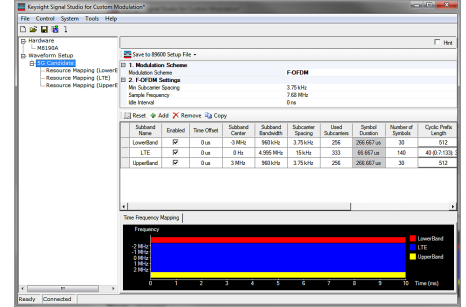 Keysight Signal Studio for Custom Modulation*
File Control System Tools Help
1
Hardware
M8190A
Waveform Setup
5G Candidate
Resource Mapping (LowerE
Resource Mapping (LTE)
Resource Mapping (UpperE
Hint
Save to 89600 Setup File
1. Modulation Scheme
Modulation Scheme F-OFDM
2. F-OFDM Settings
Min Subcarrier Spacing 3.75 kHz
Sample Frequency 7.68 MHz
Idle Interval 0 ns
Reset Add Remove Copy
Subband Name Enabled Time Offset Subband Center Subband Bandwidth Subcarrier Spacing Used Subcarriers Symbol Duration Number of Symbols Cyclic Prefix Length
LowerBand 0 us -3 MHz 960 kHz 3.75 kHz 256 266.667 us 30 512
LTE 0 us 0 Hz 4.995 MHz 15 kHz 333 66.667 us 140 40 (0:7:133);
UpperBand 0 us 3 MHz 960 kHz 3.75 kHz 256 266.667 us 30 512
Time Frequency Mapping
Frequency
-2 MHz
-1 MHz
0 MHz
1 MHz
2 MHz
LowerBand
LTE
UpperBand
0 1 2 3 4 5 6 7 8 9 10 Time (ms)
Ready Connected